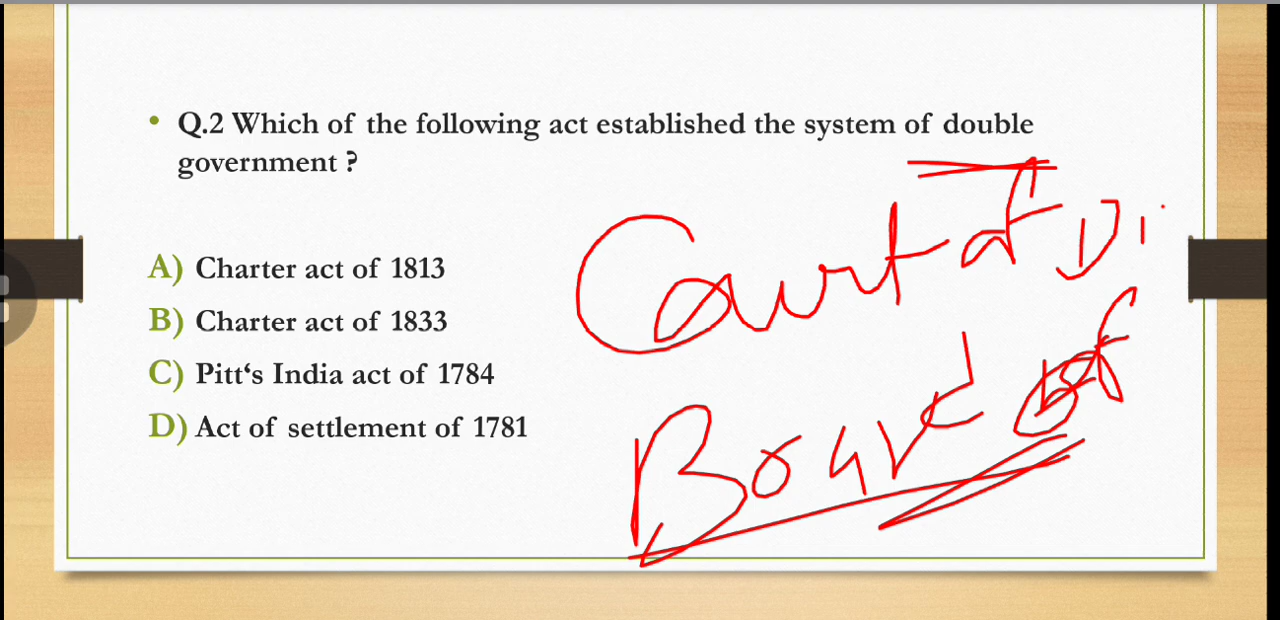 • Q.2 Which of the following act established the system of double
government ?
A) Charter act of 1813
B) Charter act of 1833
C) Pitt‘s India act of 1784
D) Act of settlement of 1781
Court of Di
Board of